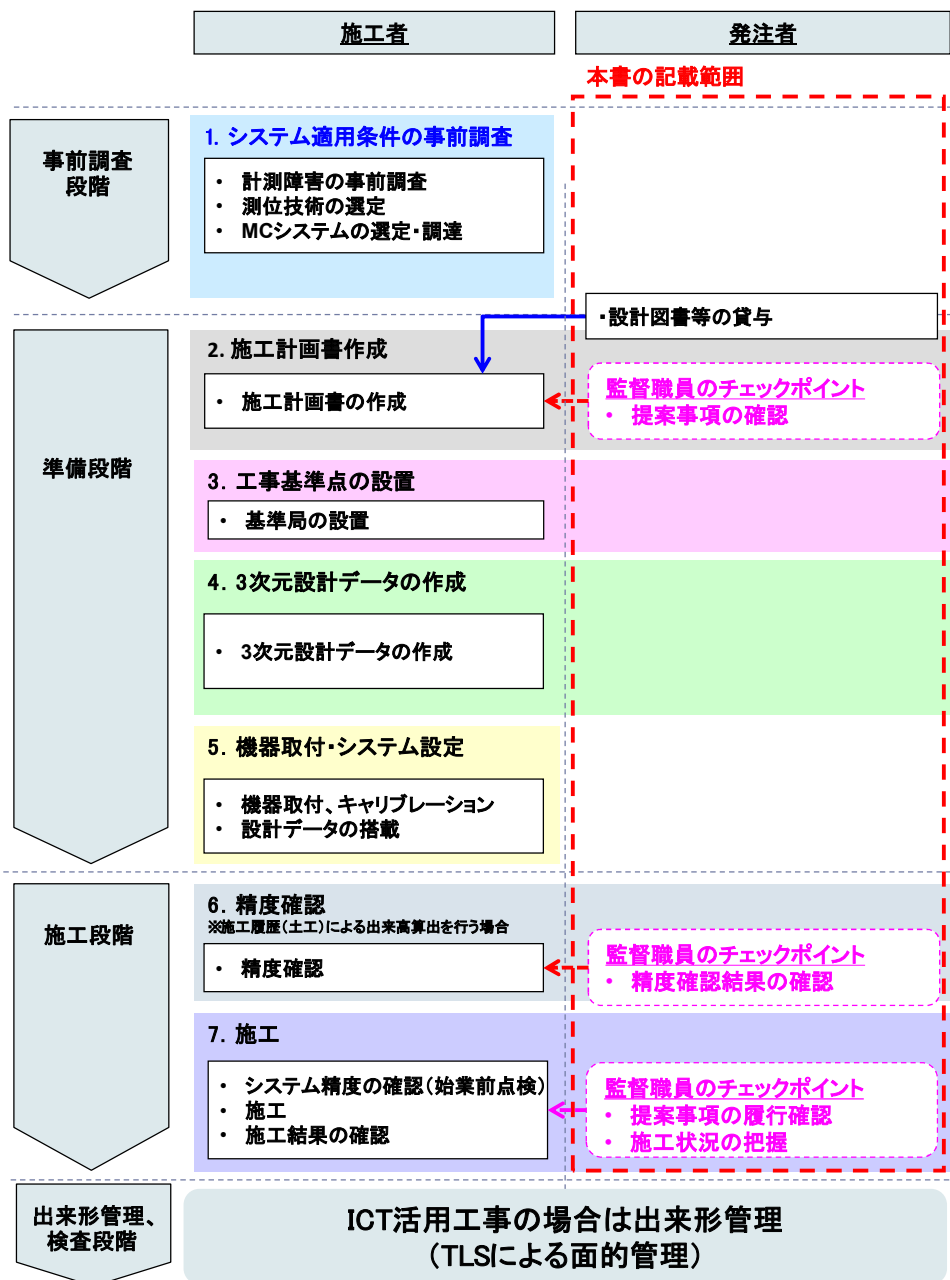 施工者
発注者
本書の記載範囲
事前調査
段階
1. システム適用条件の事前調査
・ 計測障害の事前調査
・ 測位技術の選定
・ MCシステムの選定・調達
・設計図書等の貸与
準備段階
2. 施工計画書作成
・ 施工計画書の作成
監督職員のチェックポイント
・ 提案事項の確認
3. 工事基準点の設置
・ 基準局の設置
4. 3次元設計データの作成
・ 3次元設計データの作成
5. 機器取付・システム設定
・ 機器取付、キャリブレーション
・ 設計データの搭載
施工段階
6. 精度確認
※施工履歴(土工)による出来高算出を行う場合
・ 精度確認
監督職員のチェックポイント
・ 精度確認結果の確認
7. 施工
・ システム精度の確認(始業前点検)
・ 施工
・ 施工結果の確認
監督職員のチェックポイント
・ 提案事項の履行確認
・ 施工状況の把握
出来形管理、
検査段階
ICT活用工事の場合は出来形管理
(TLSによる面的管理)